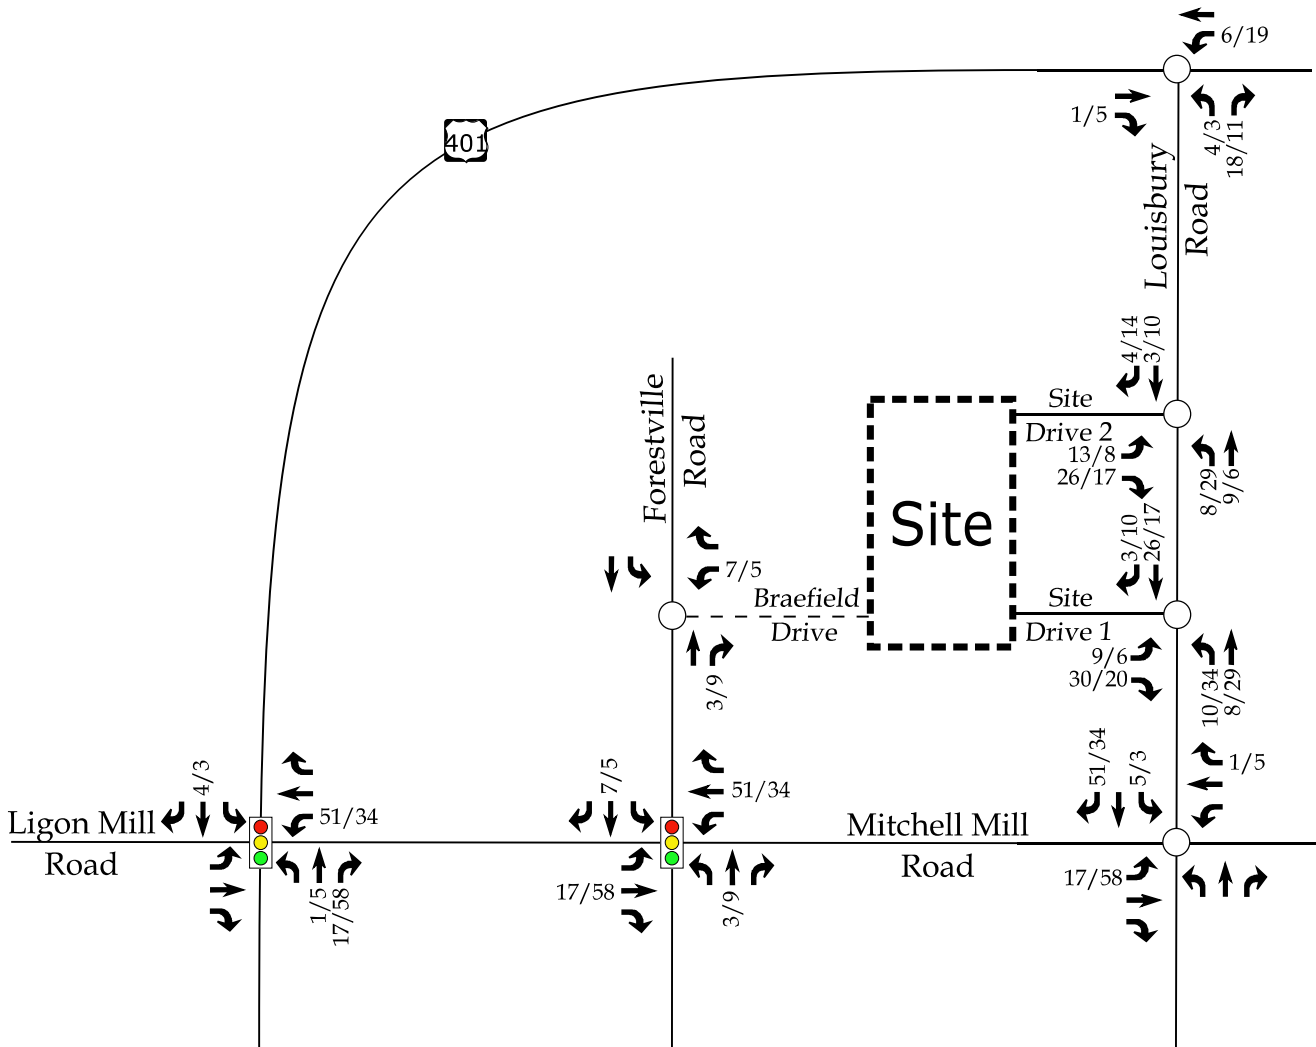 6/19
1/5
4/3
18/11
401
Louisbury
Road
4/14
3/10
Forestville
Road
Site
Drive 2
13/8
26/17
8/29
9/6
Site
3/10
26/17
7/5
Braefield
Drive
Site
Drive 1
9/6
30/20
10/34
8/29
3/9
4/3
7/5
51/34
5/3
1/5
51/34
51/34
Ligon Mill
Road
Mitchell Mill
Road
1/5
17/58
17/58
3/9
17/58